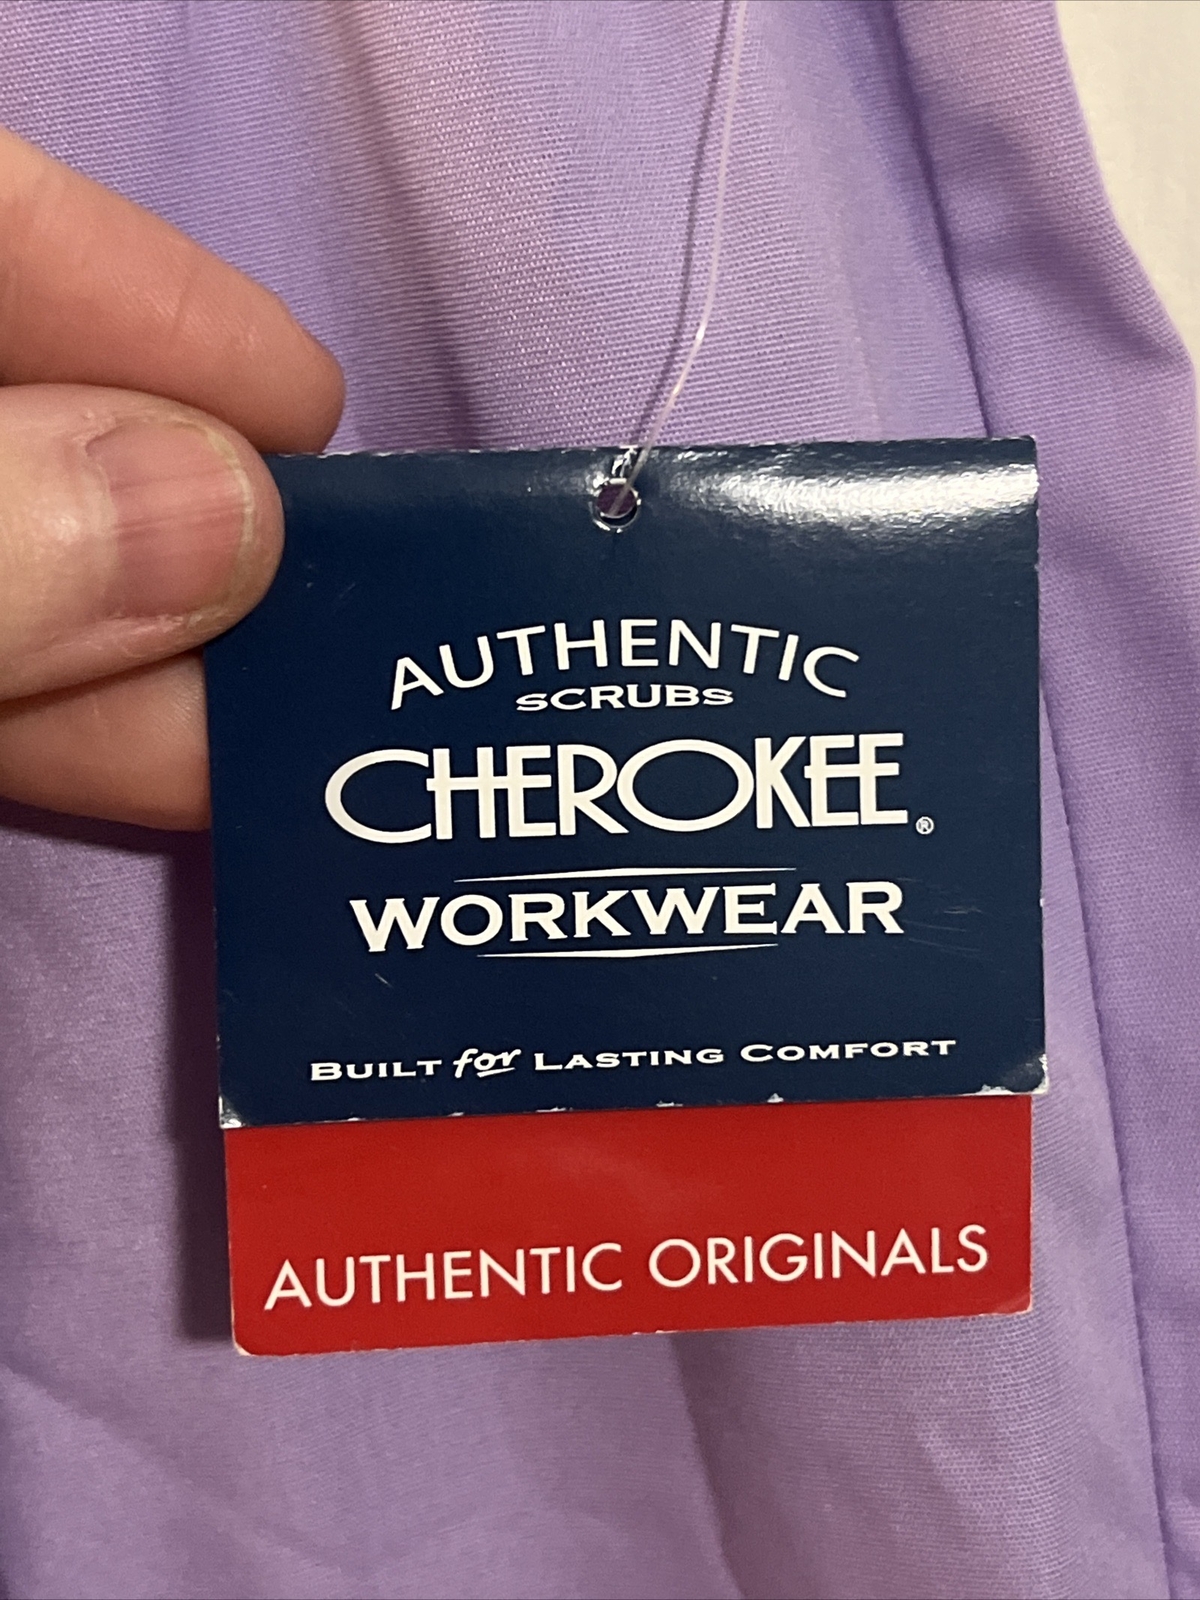 AUTHENTIC
SCRUBS
CHEROKEE®
WORKWEAR
BUILT for LASTING COMFORT
AUTHENTIC ORIGINALS